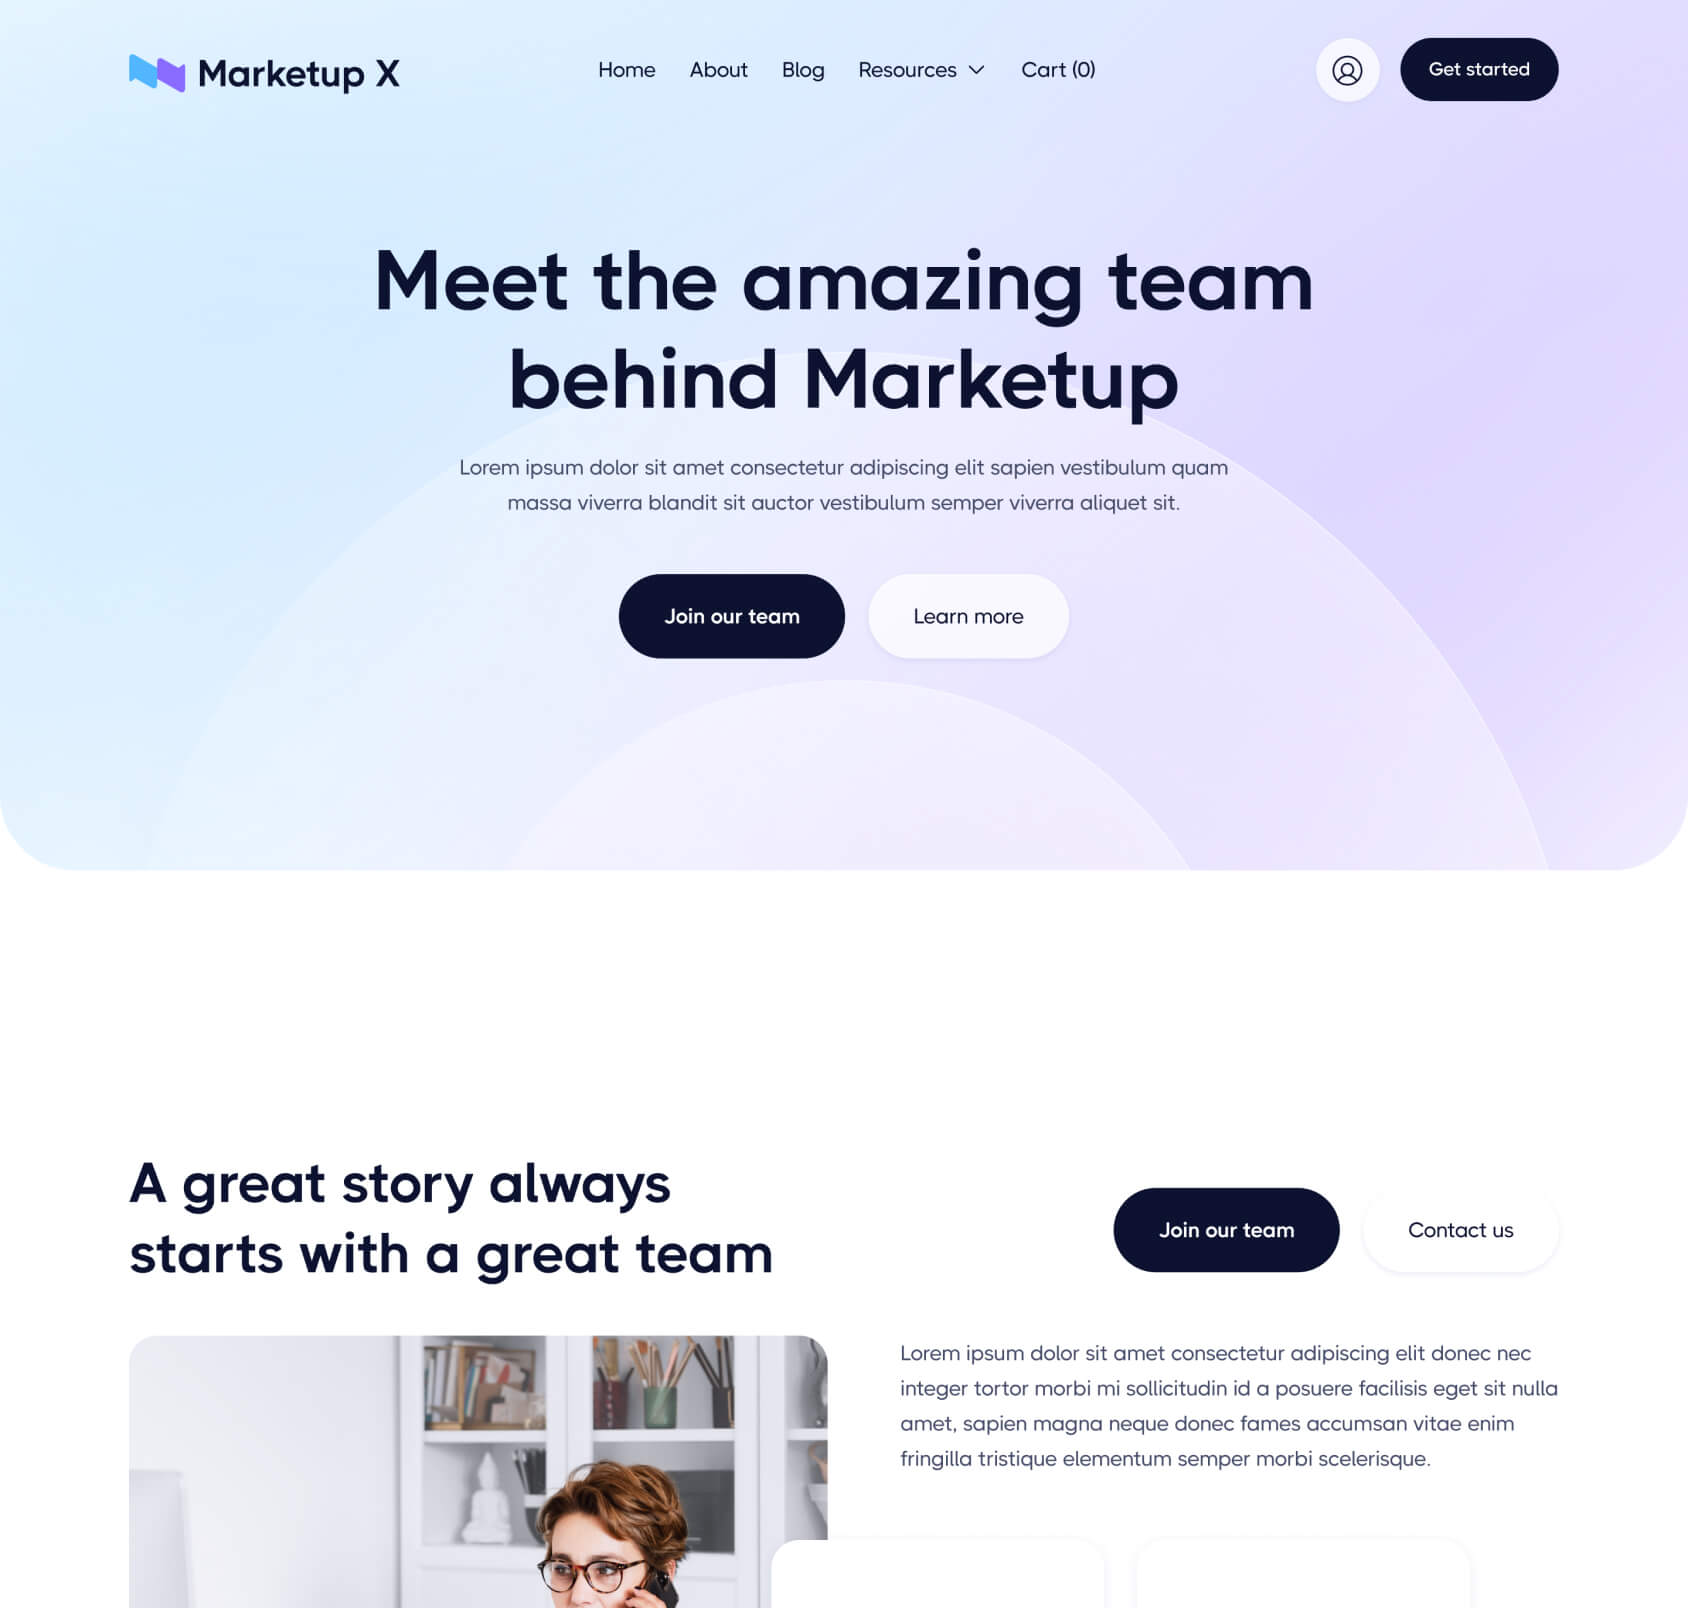 Marketup X
Home About Blog Resources Cart (0)
Get started
Meet the amazing team
behind Marketup
Lorem ipsum dolor sit amet consectetur adipiscing elit sapien vestibulum quam
massa viverra blandit sit auctor vestibulum semper viverra aliquet sit.
Join our team
Learn more
A great story always
starts with a great team
Join our team
Contact us
Lorem ipsum dolor sit amet consectetur adipiscing elit donec nec
integer tortor morbi mi sollicitudin id a posuere facilisis eget sit nulla
amet, sapien magna neque donec fames accumsan vitae enim
fringilla tristique elementum semper morbi scelerisque.